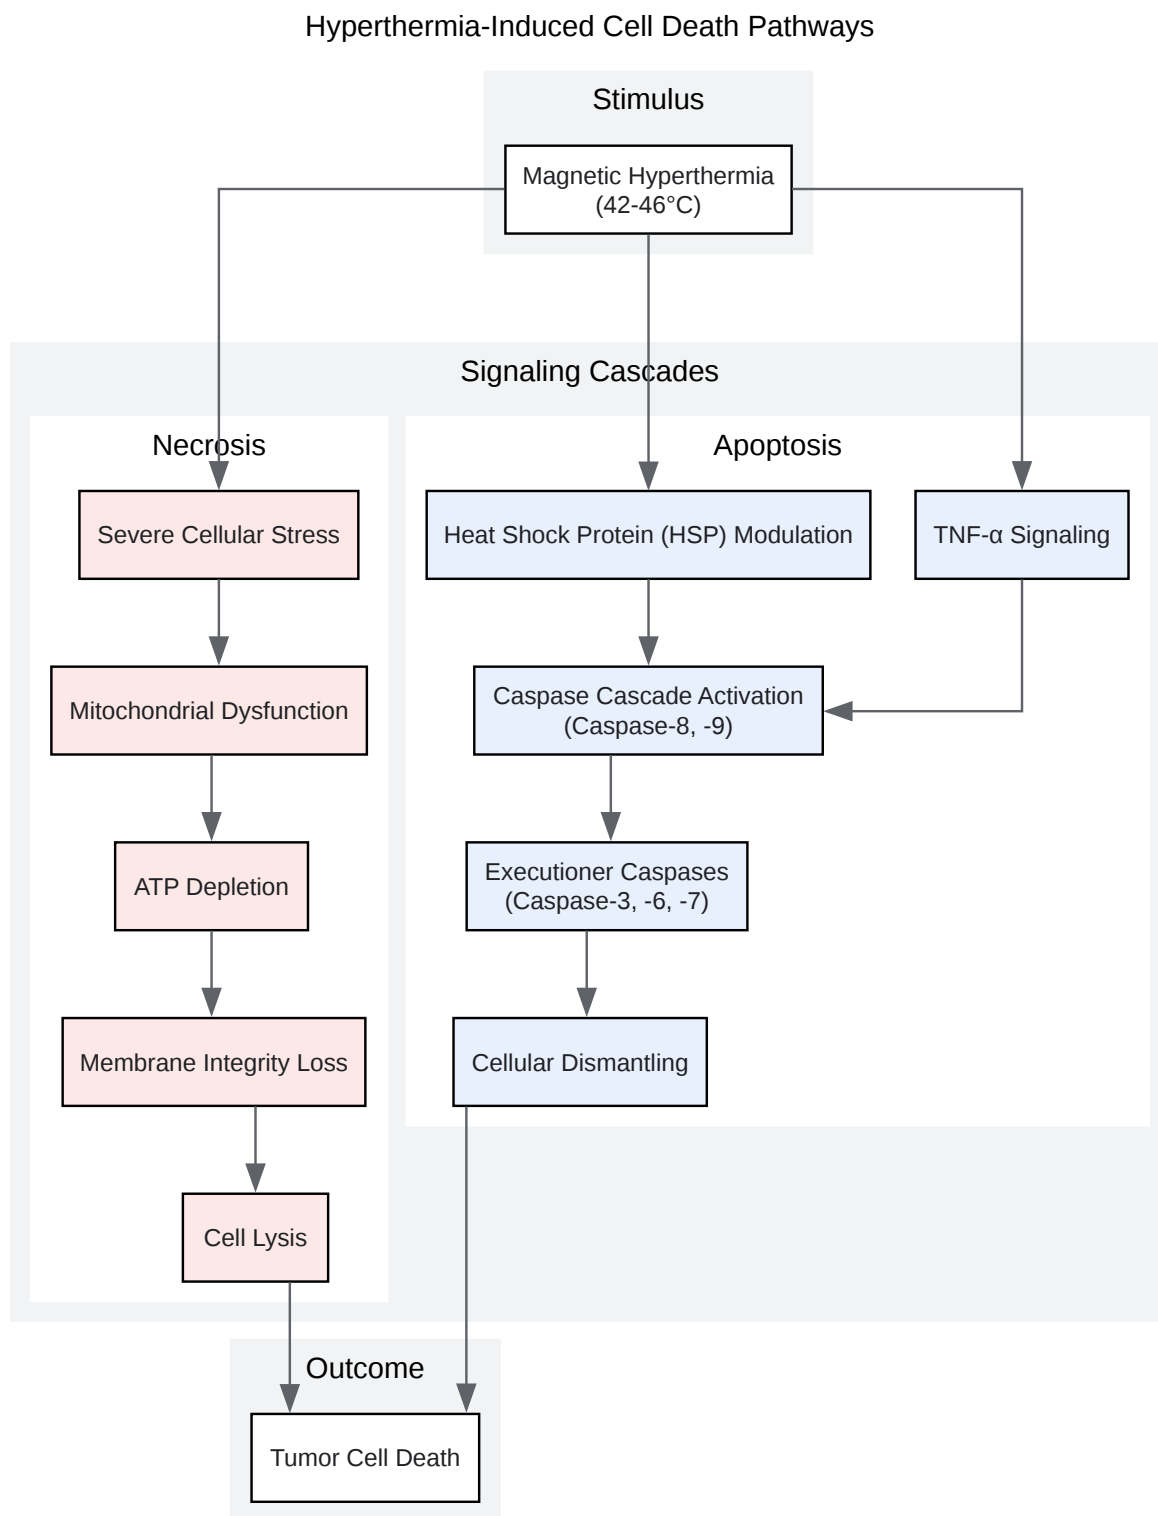 Hyperthermia-Induced Cell Death Pathways
Stimulus
Magnetic Hyperthermia
(42-46°C)
Signaling Cascades
Necrosis
Apoptosis
Severe Cellular Stress
Heat Shock Protein (HSP) Modulation
TNF-α Signaling
Mitochondrial Dysfunction
Caspase Cascade Activation
(Caspase-8, -9)
ATP Depletion
Executioner Caspases
(Caspase-3, -6, -7)
Membrane Integrity Loss
Cellular Dismantling
Cell Lysis
Outcome
Tumor Cell Death